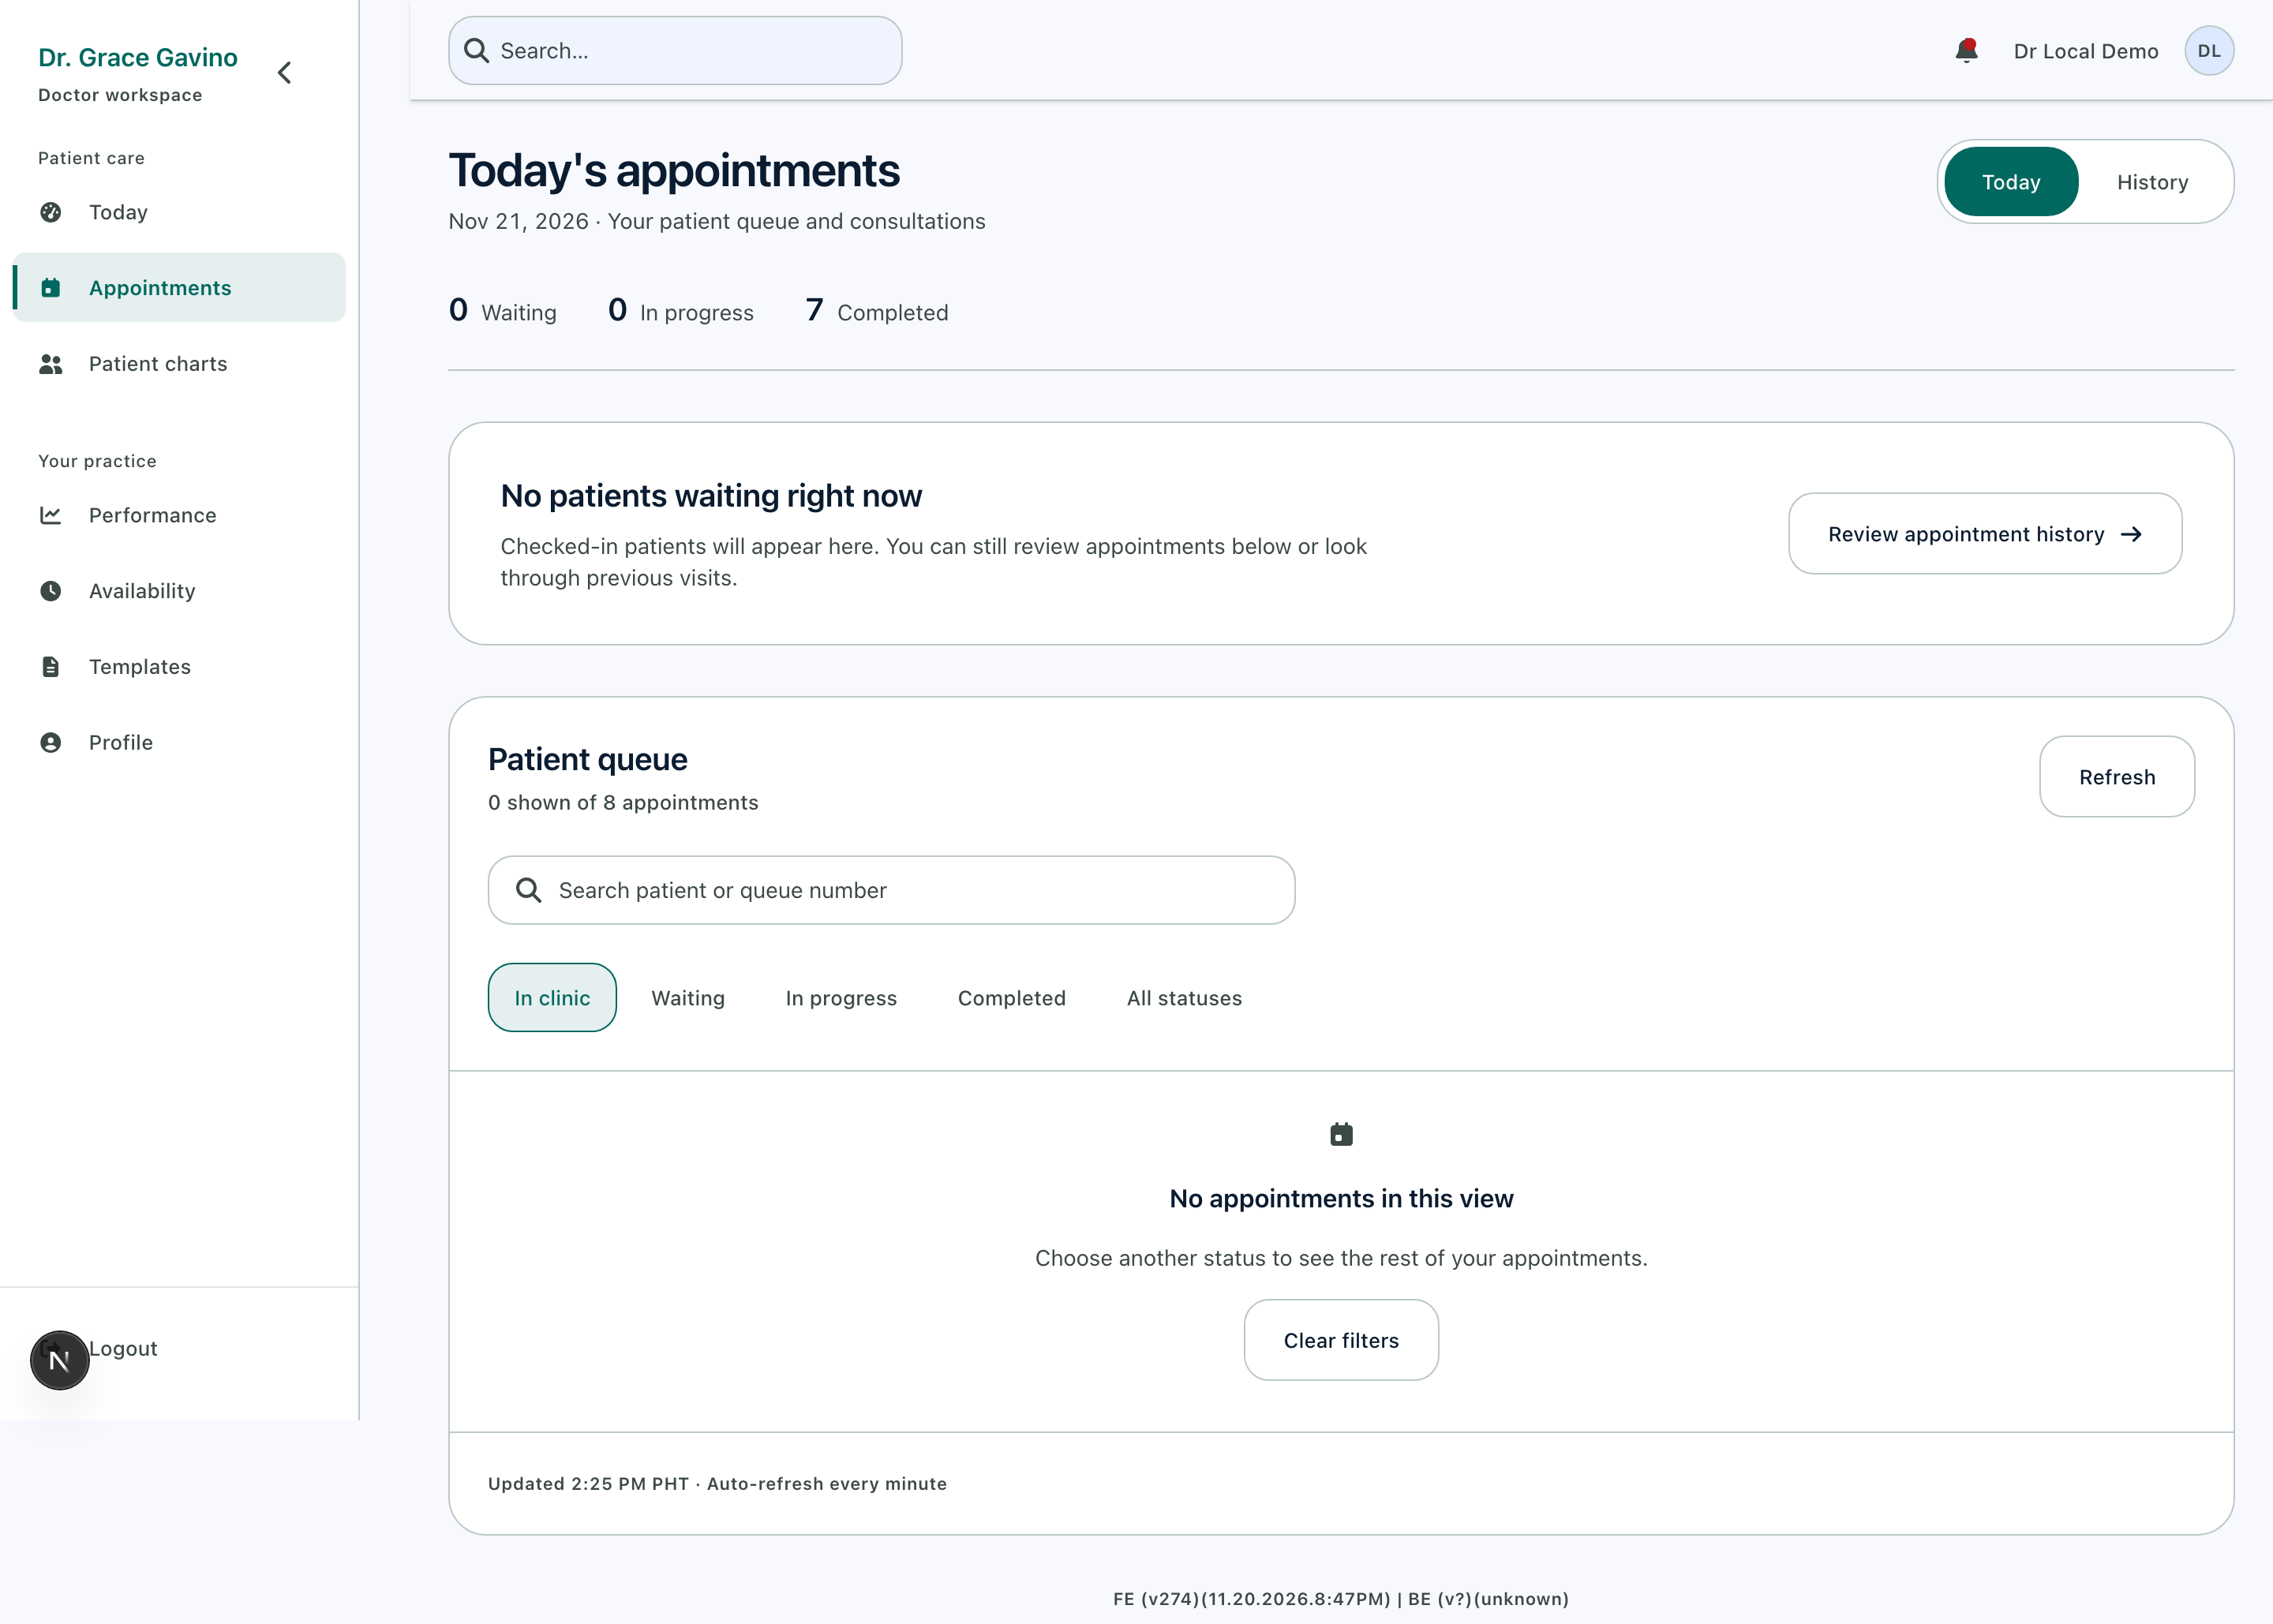 Dr. Grace Gavino
Doctor workspace
Patient care
Today
Appointments
Patient charts
Your practice
Performance
Availability
Templates
Profile
Logout
N
Search...
Dr Local Demo
DL
Today's appointments
Nov 21, 2026 · Your patient queue and consultations
Today
History
0 Waiting
0 In progress
7 Completed
No patients waiting right now
Checked-in patients will appear here. You can still review appointments below or look
through previous visits.
Review appointment history →
Patient queue
0 shown of 8 appointments
Refresh
Search patient or queue number
In clinic
Waiting
In progress
Completed
All statuses
No appointments in this view
Choose another status to see the rest of your appointments.
Clear filters
Updated 2:25 PM PHT · Auto-refresh every minute
FE (v274)(11.20.2026.8:47PM) | BE (v?)(unknown)